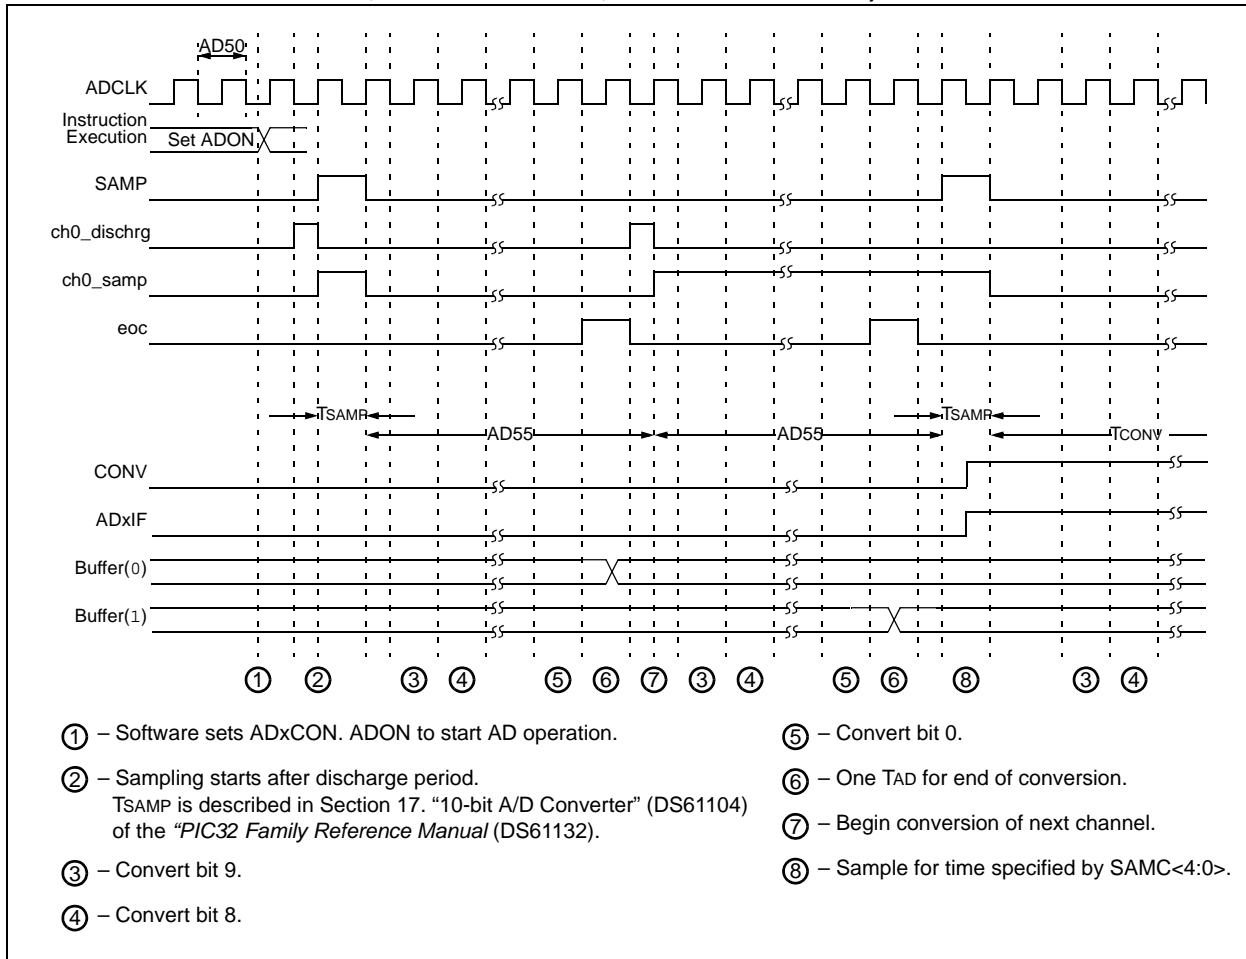 AD50
ADCLK
Instruction
Execution
Set ADON
SAMP
ch0_dischrg
ch0_samp
eoc
TSAMP
TSAMP
AD55
AD55
TCONV
CONV
ADxIF
Buffer(0)
Buffer(1)
1 2 3 4 5 6 7 3 4 5 6 8 3 4
1 – Software sets ADxCON. ADON to start AD operation.
2 – Sampling starts after discharge period.
TSAMP is described in Section 17. “10-bit A/D Converter” (DS61104)
of the “PIC32 Family Reference Manual (DS61132).
3 – Convert bit 9.
4 – Convert bit 8.
5 – Convert bit 0.
6 – One TAD for end of conversion.
7 – Begin conversion of next channel.
8 – Sample for time specified by SAMC<4:0>.